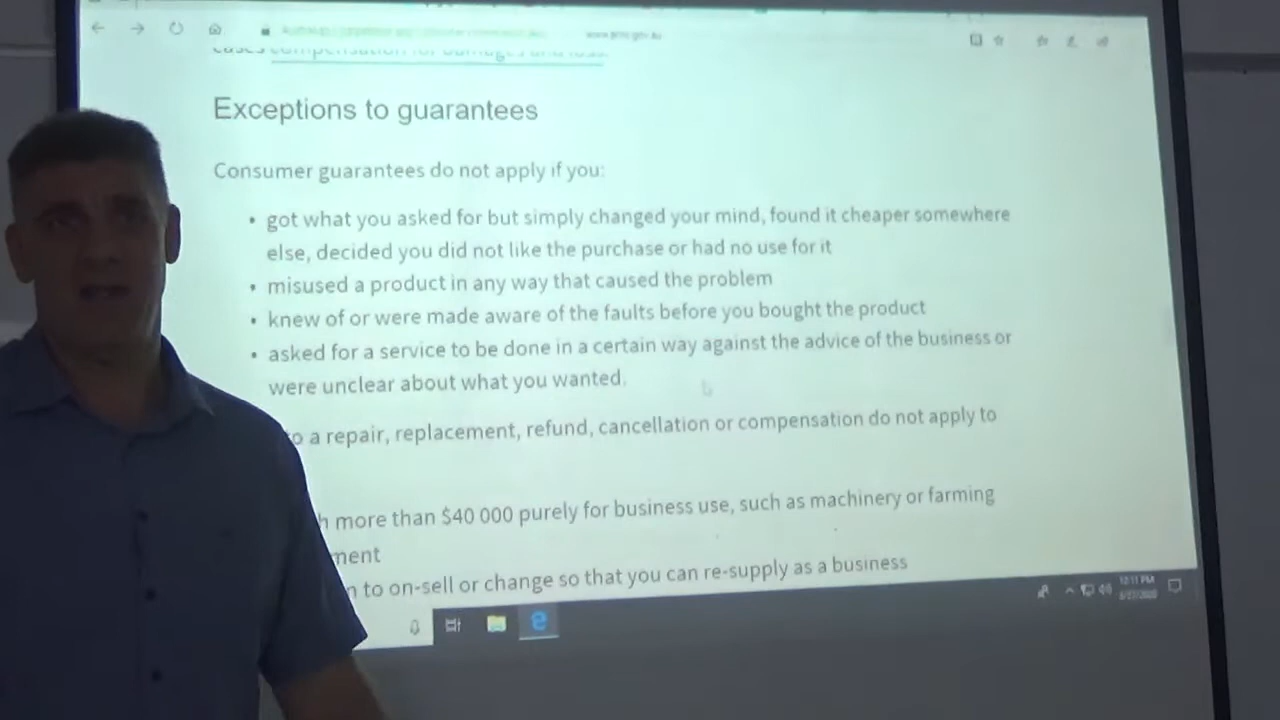 compensation for damages and loss.
Exceptions to guarantees
Consumer guarantees do not apply if you:
• got what you asked for but simply changed your mind, found it cheaper somewhere
else, decided you did not like the purchase or had no use for it
• misused a product in any way that caused the problem
• knew of or were made aware of the faults before you bought the product
• asked for a service to be done in a certain way against the advice of the business or
were unclear about what you wanted.
to a repair, replacement, refund, cancellation or compensation do not apply to
h more than $40 000 purely for business use, such as machinery or farming
ment
n to on-sell or change so that you can re-supply as a business
12:11 PM